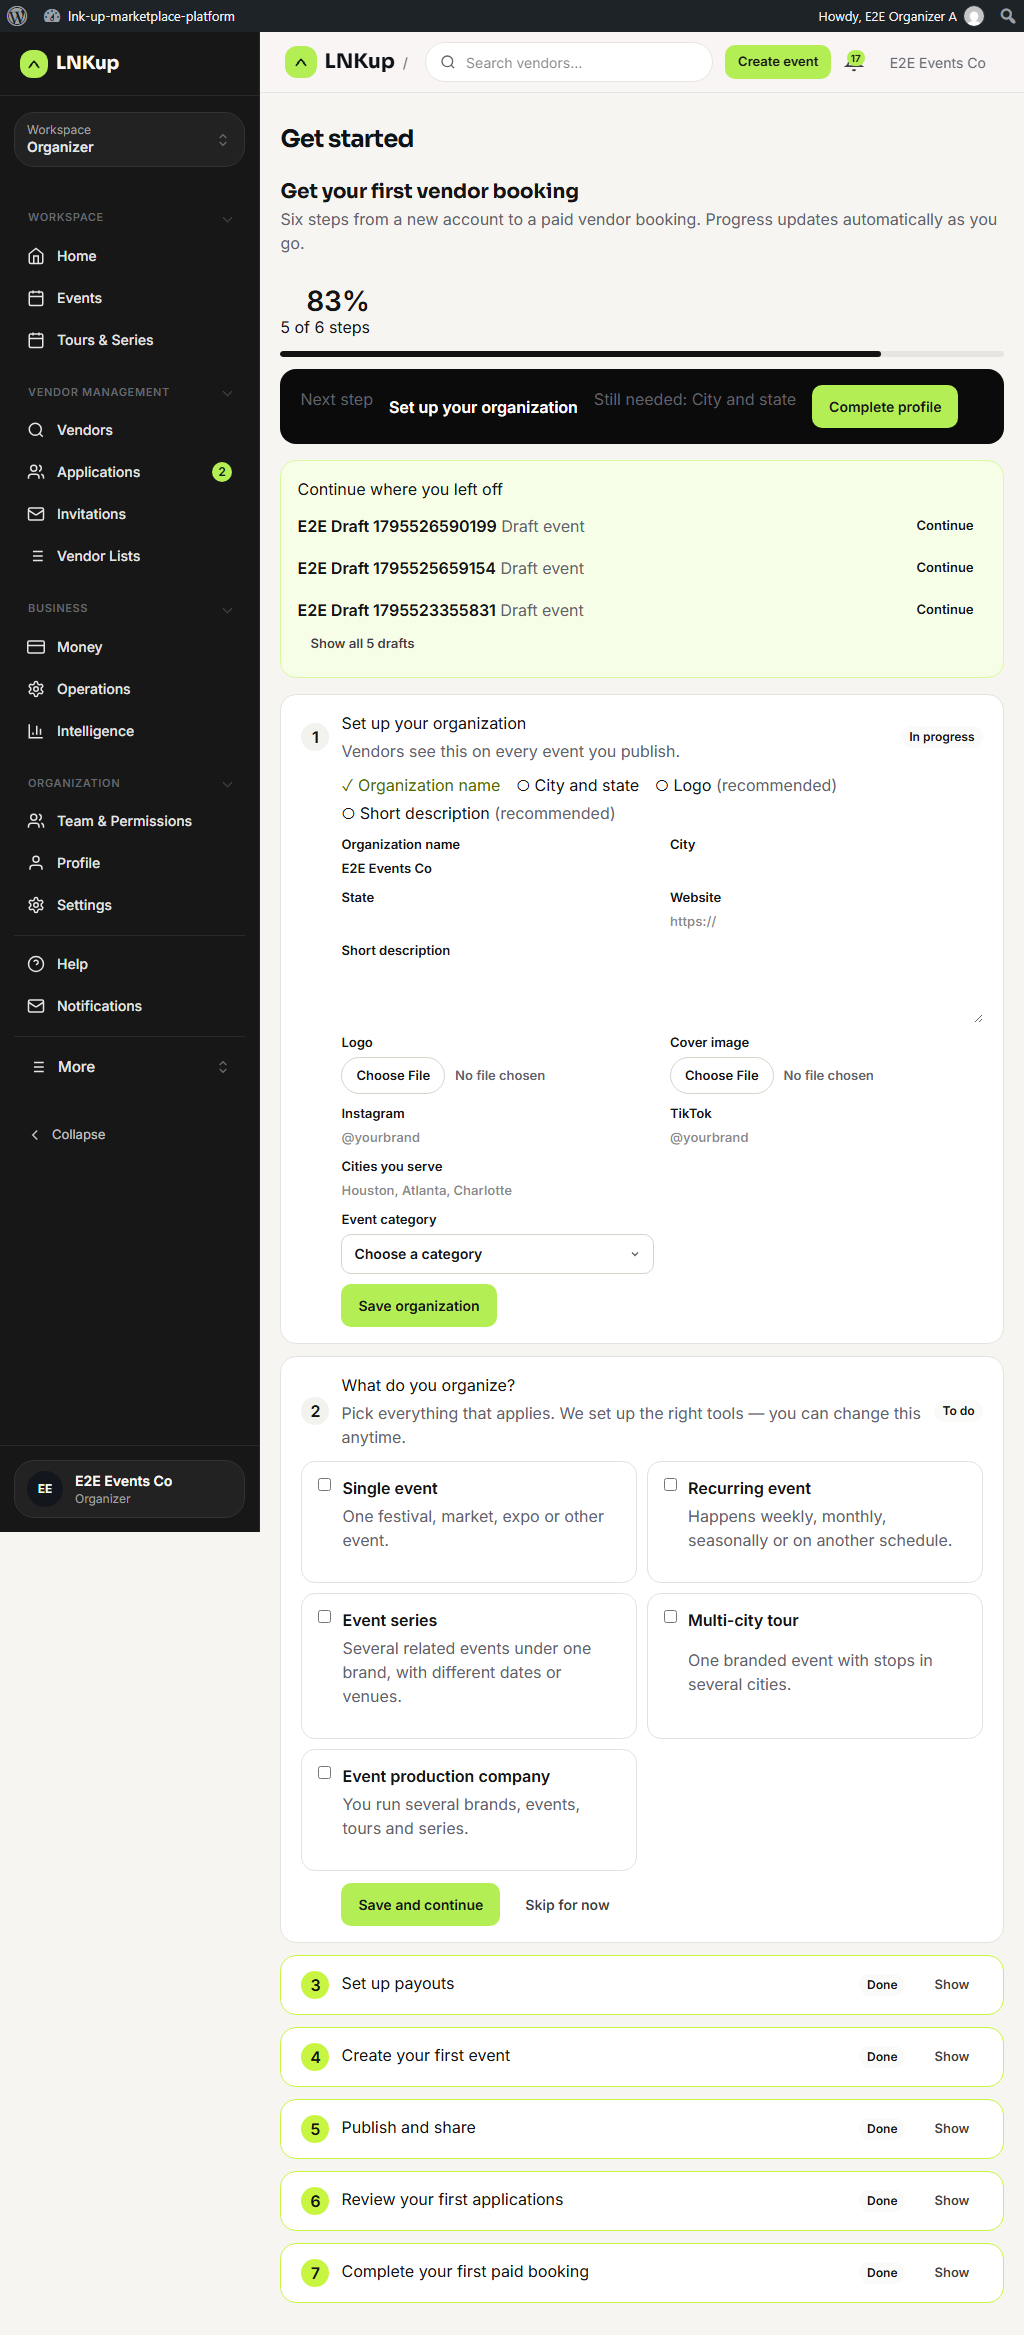 lnk-up-marketplace-platform
Howdy, E2E Organizer A
LNKup
Workspace
Organizer
WORKSPACE
Home
Events
Tours & Series
VENDOR MANAGEMENT
Vendors
Applications 2
Invitations
Vendor Lists
BUSINESS
Money
Operations
Intelligence
ORGANIZATION
Team & Permissions
Profile
Settings
Help
Notifications
More
Collapse
EE
E2E Events Co
Organizer
LNKup / Search vendors... Create event 17 E2E Events Co
Get started
Get your first vendor booking
Six steps from a new account to a paid vendor booking. Progress updates automatically as you
go.
83%
5 of 6 steps
Next step Set up your organization Still needed: City and state Complete profile
Continue where you left off
E2E Draft 1795526590199 Draft event Continue
E2E Draft 1795525659154 Draft event Continue
E2E Draft 1795523355831 Draft event Continue
Show all 5 drafts
1 Set up your organization In progress
Vendors see this on every event you publish.
✓ Organization name ○ City and state ○ Logo (recommended)
○ Short description (recommended)
Organization name City
E2E Events Co
State Website
https://
Short description
Logo Cover image
Choose File No file chosen Choose File No file chosen
Instagram TikTok
@yourbrand @yourbrand
Cities you serve
Houston, Atlanta, Charlotte
Event category
Choose a category
Save organization
2 What do you organize? To do
Pick everything that applies. We set up the right tools — you can change this
anytime.
Single event
One festival, market, expo or other
event.
Recurring event
Happens weekly, monthly,
seasonally or on another schedule.
Event series
Several related events under one
brand, with different dates or
venues.
Multi-city tour
One branded event with stops in
several cities.
Event production company
You run several brands, events,
tours and series.
Save and continue Skip for now
3 Set up payouts Done Show
4 Create your first event Done Show
5 Publish and share Done Show
6 Review your first applications Done Show
7 Complete your first paid booking Done Show